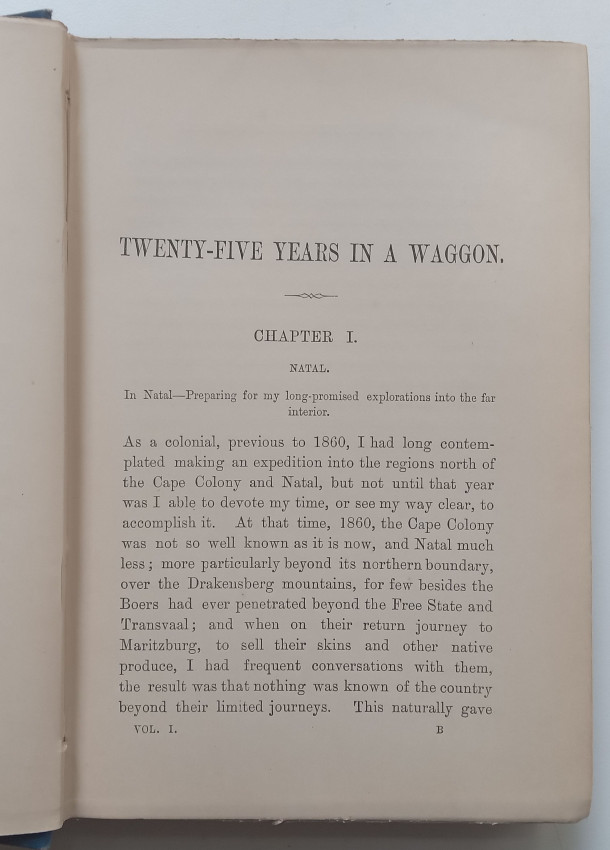 TWENTY-FIVE YEARS IN A WAGGON.
CHAPTER I.
NATAL.
In Natal—Preparing for my long-promised explorations into the far
interior.
As a colonial, previous to 1860, I had long contem-
plated making an expedition into the regions north of
the Cape Colony and Natal, but not until that year
was I able to devote my time, or see my way clear, to
accomplish it. At that time, 1860, the Cape Colony
was not so well known as it is now, and Natal much
less; more particularly beyond its northern boundary,
over the Drakensberg mountains, for few besides the
Boers had ever penetrated beyond the Free State and
Transvaal; and when on their return journey to
Maritzburg, to sell their skins and other native
produce, I had frequent conversations with them,
the result was that nothing was known of the country
beyond their limited journeys. This naturally gave
VOL. I. B